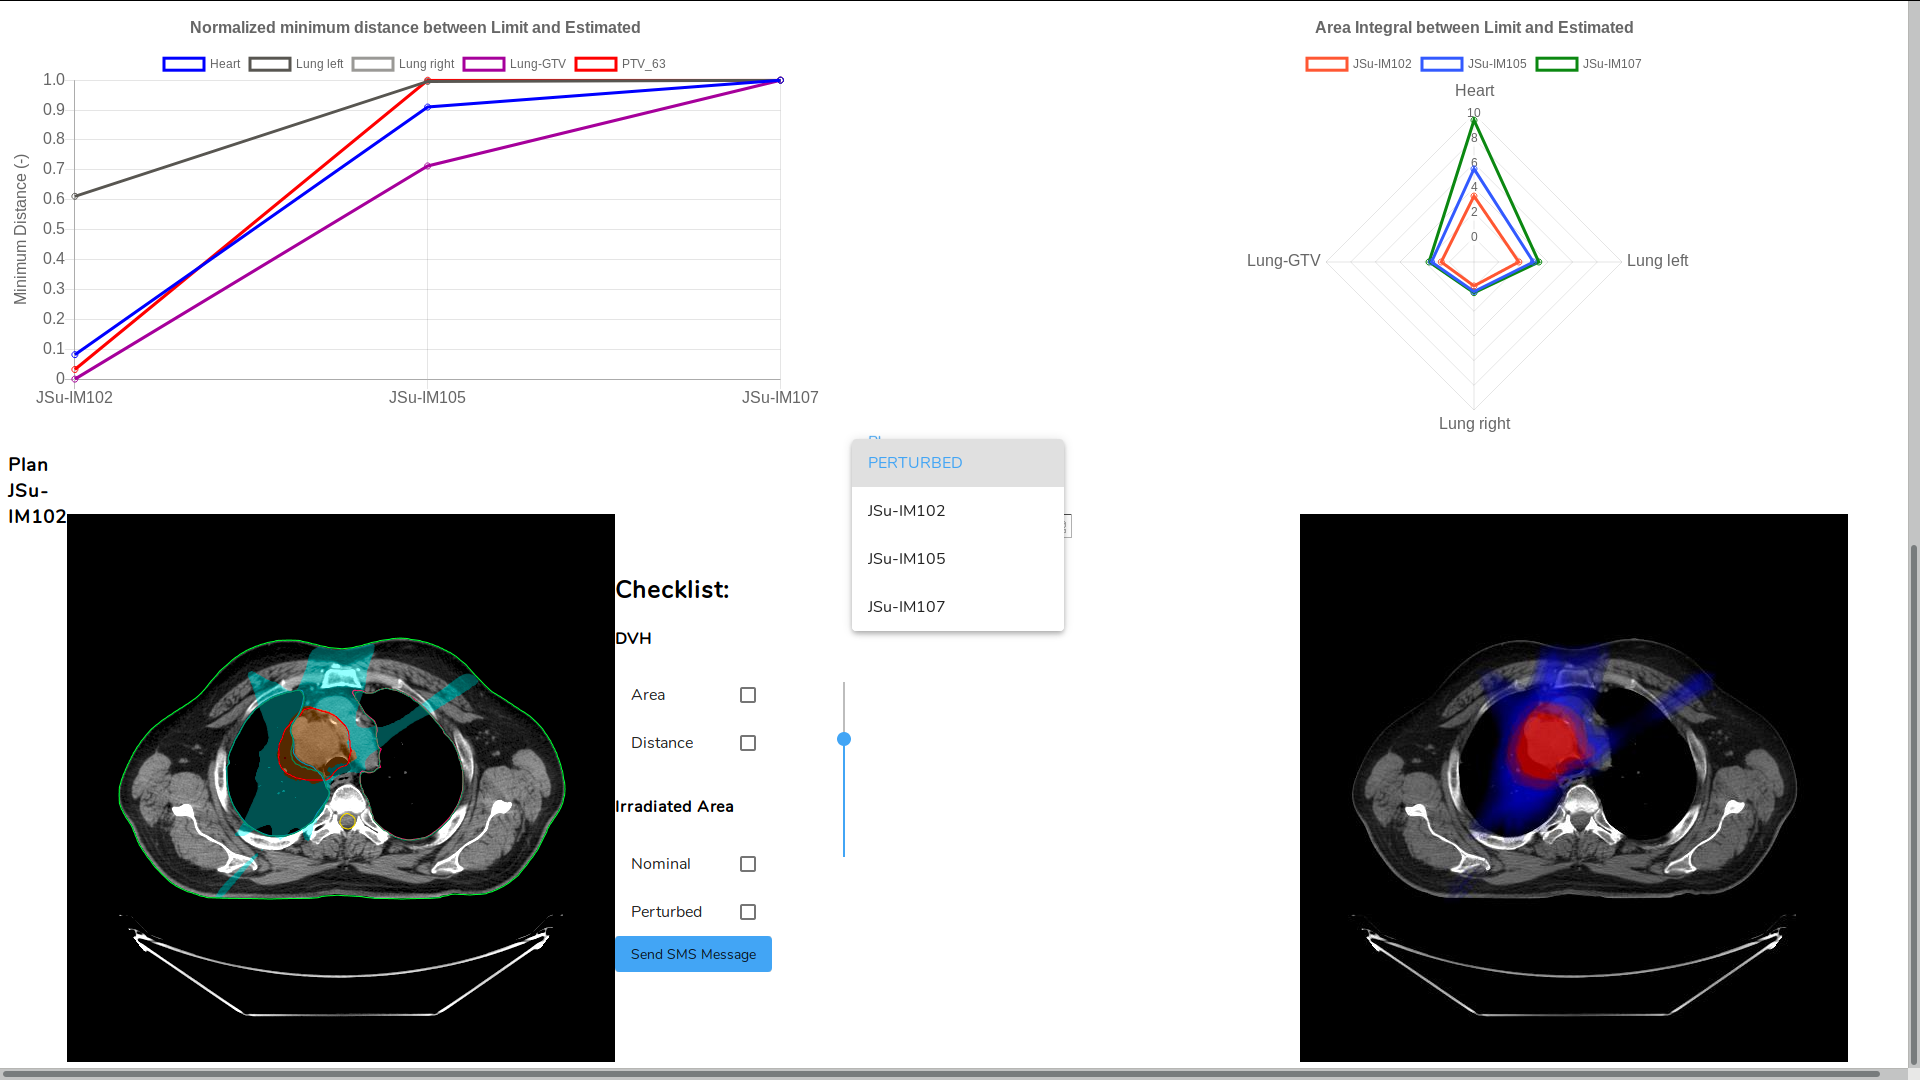 Normalized minimum distance between Limit and Estimated
Heart Lung left Lung right Lung-GTV PTV_63
1.0
0.9
0.8
0.7
0.6
0.5
0.4
0.3
0.2
0.1
0
Minimum Distance (-)
JSu-IM102 JSu-IM105 JSu-IM107
Area Integral between Limit and Estimated
JSu-IM102 JSu-IM105 JSu-IM107
Heart
10
8
6
4
2
0
Lung-GTV
Lung left
Lung right
Plan
JSu-
IM102
PERTURBED
JSu-IM102
JSu-IM105
JSu-IM107
Checklist:
DVH
Area
Distance
Irradiated Area
Nominal
Perturbed
Send SMS Message